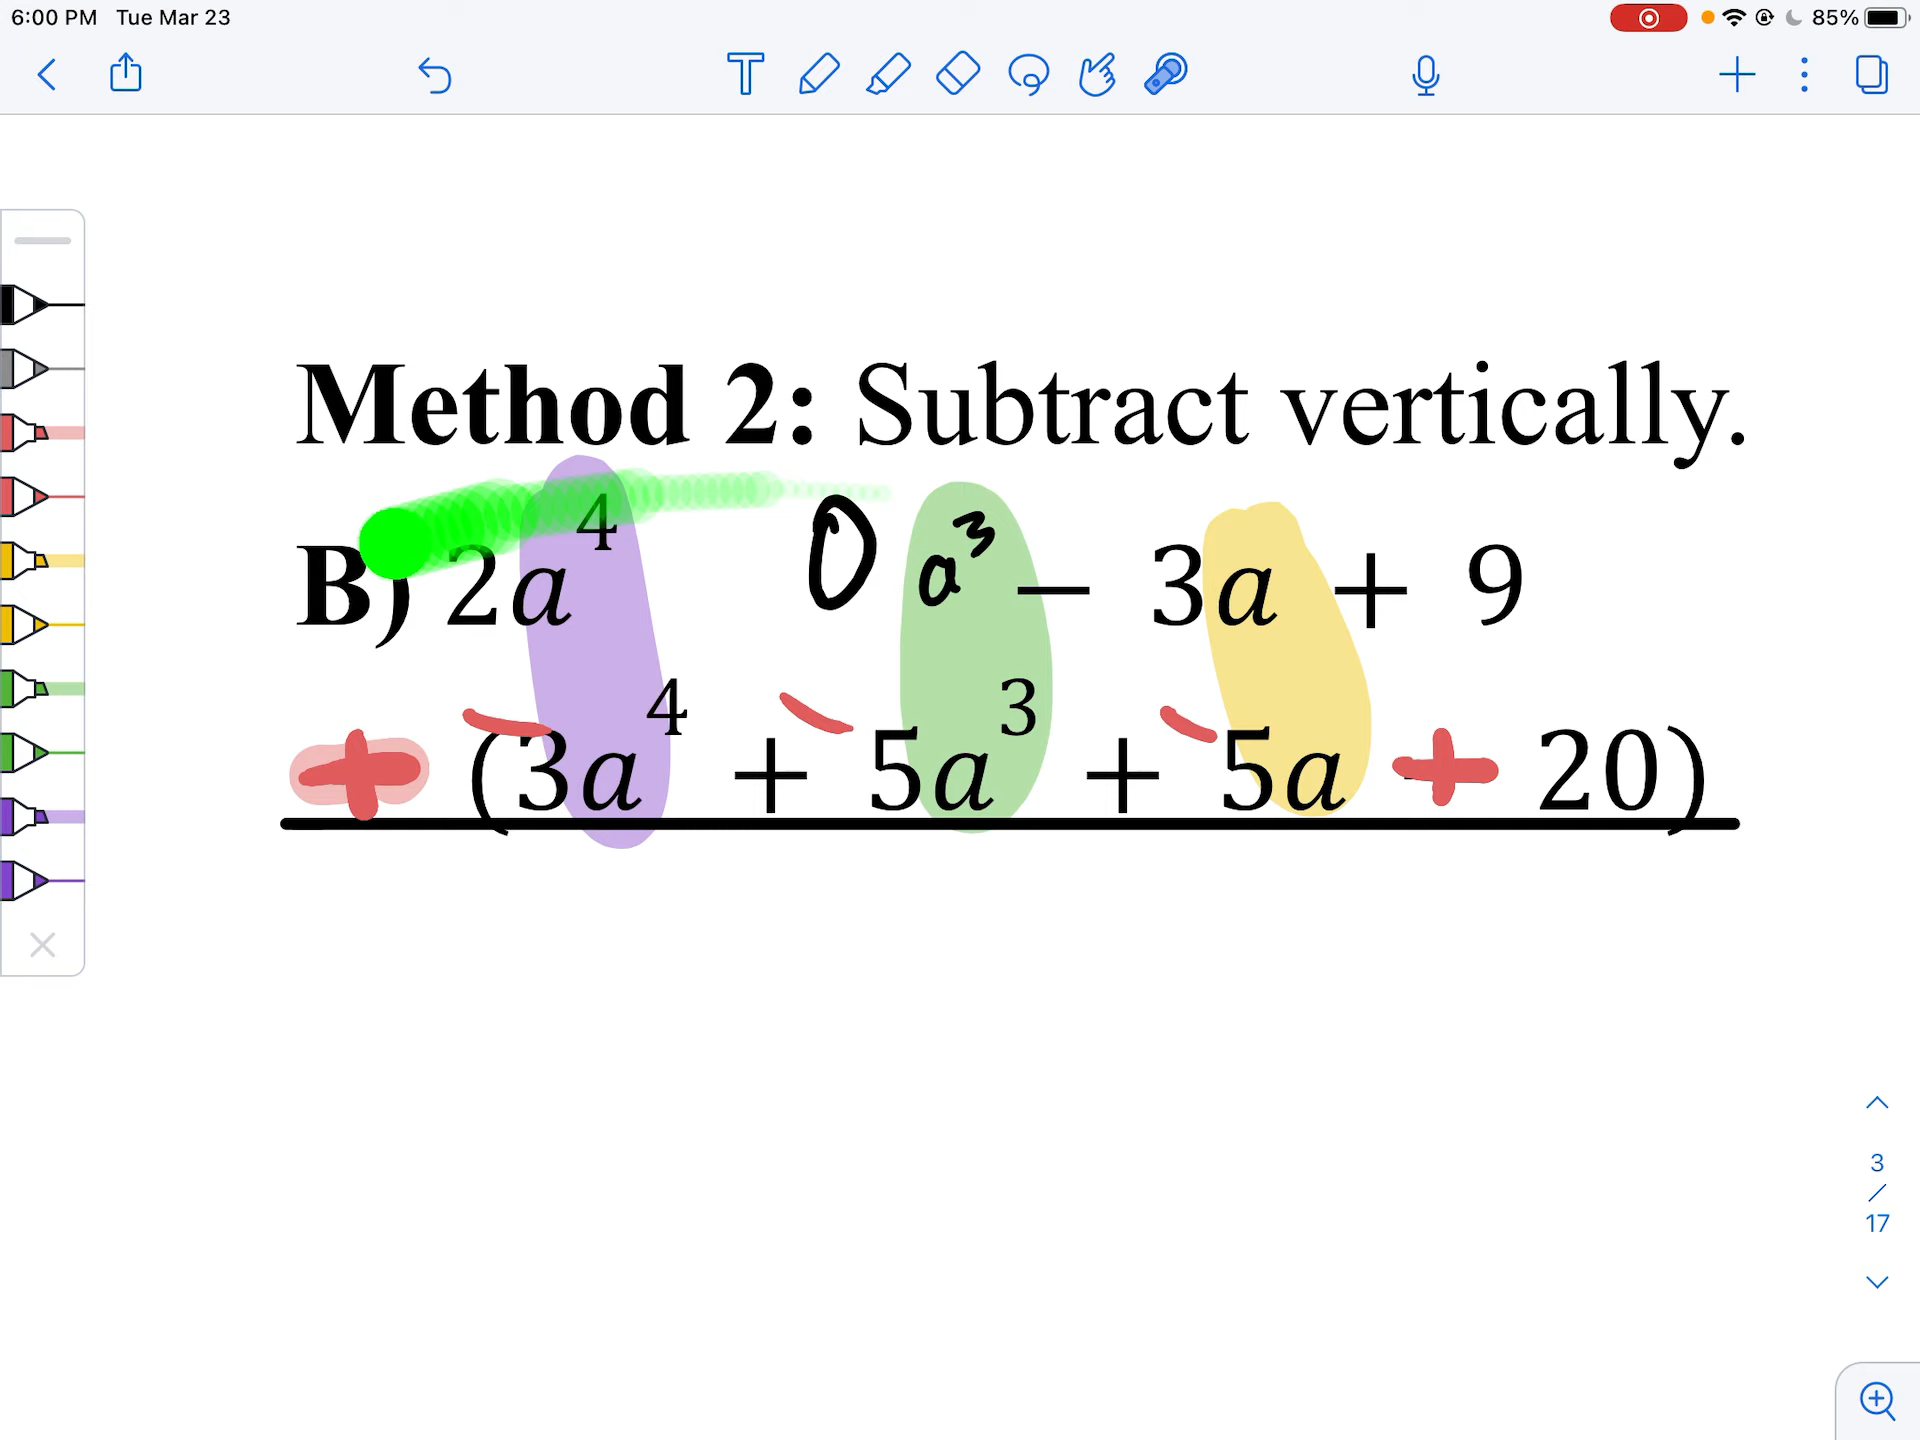 6:00 PM Tue Mar 23 85%
T
Method 2: Subtract vertically.
B) 2a⁴ 0a³ − 3a + 9
+ (−3a⁴ + −5a³ + −5a + 20)
3
/
17